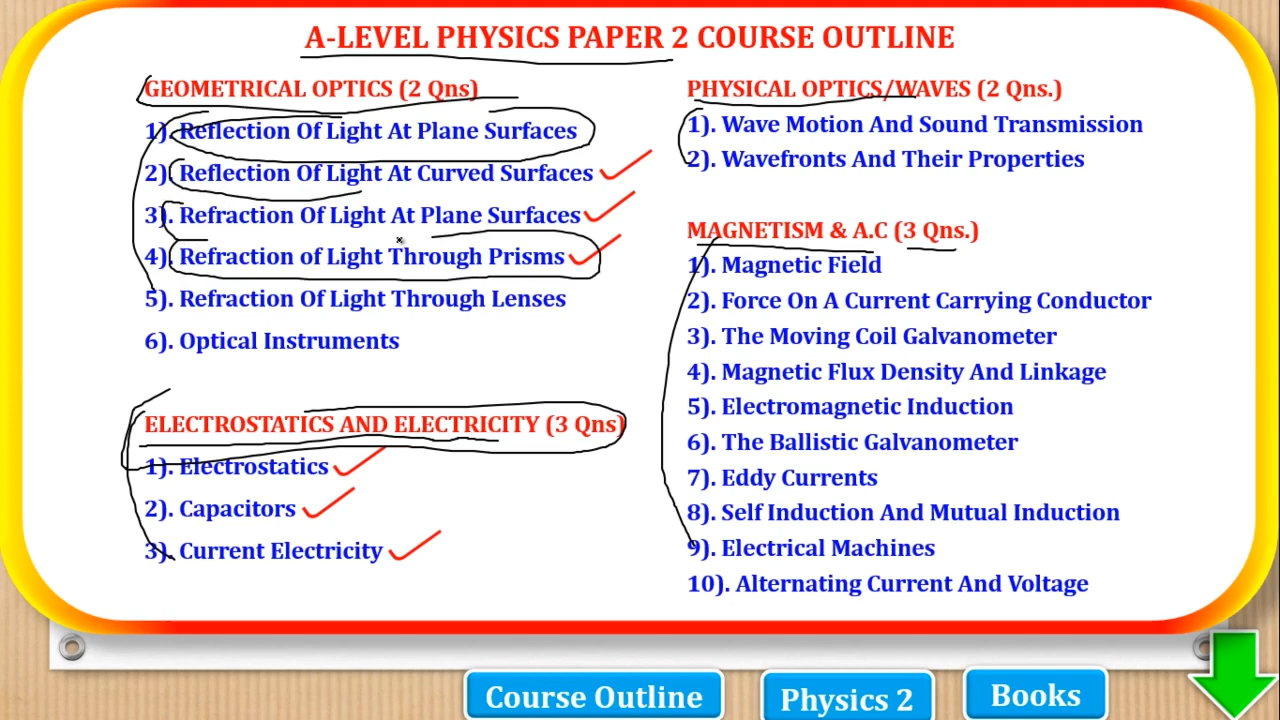 A-LEVEL PHYSICS PAPER 2 COURSE OUTLINE
GEOMETRICAL OPTICS (2 Qns)
1). Reflection Of Light At Plane Surfaces
2). Reflection Of Light At Curved Surfaces
3). Refraction Of Light At Plane Surfaces
4). Refraction of Light Through Prisms
5). Refraction Of Light Through Lenses
6). Optical Instruments
ELECTROSTATICS AND ELECTRICITY (3 Qns)
1). Electrostatics
2). Capacitors
3). Current Electricity
PHYSICAL OPTICS/WAVES (2 Qns.)
1). Wave Motion And Sound Transmission
2). Wavefronts And Their Properties
MAGNETISM & A.C (3 Qns.)
1). Magnetic Field
2). Force On A Current Carrying Conductor
3). The Moving Coil Galvanometer
4). Magnetic Flux Density And Linkage
5). Electromagnetic Induction
6). The Ballistic Galvanometer
7). Eddy Currents
8). Self Induction And Mutual Induction
9). Electrical Machines
10). Alternating Current And Voltage
Course Outline
Physics 2
Books